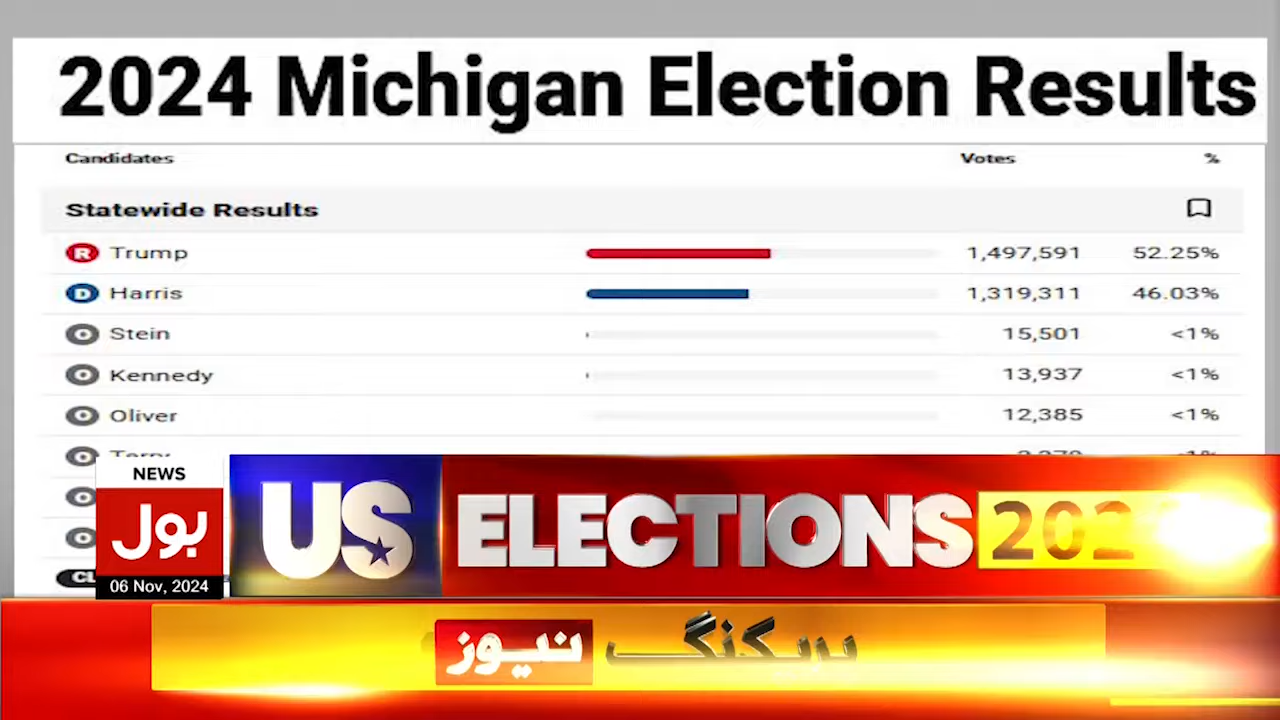 2024 Michigan Election Results
Candidates Votes %
Statewide Results
R Trump 1,497,591 52.25%
D Harris 1,319,311 46.03%
O Stein 15,501 <1%
O Kennedy 13,937 <1%
O Oliver 12,385 <1%
O
O
O
NEWS
بول
06 Nov, 2024
US ELECTIONS
بریکنگ نیوز